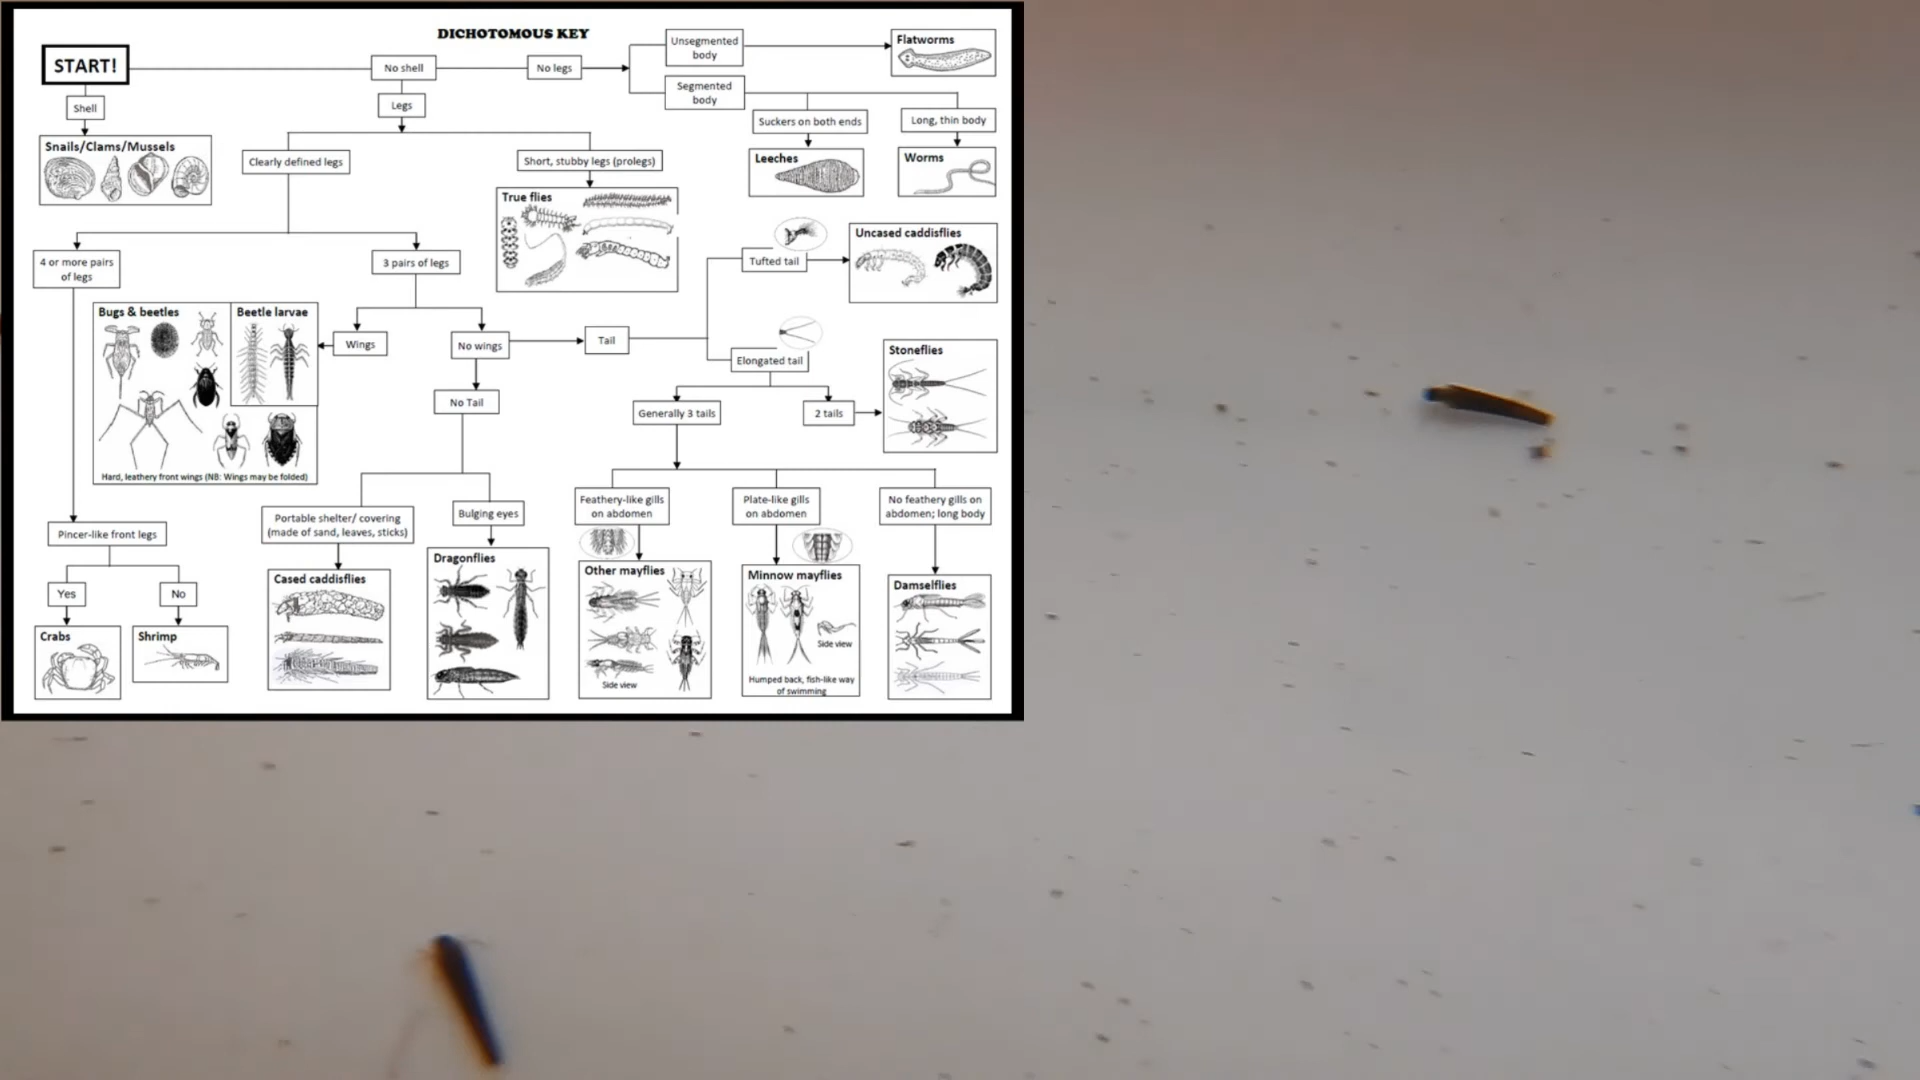 DICHOTOMOUS KEY
START!
No shell
No legs
Unsegmented
body
Flatworms
Segmented
body
Shell
Legs
Suckers on both ends
Long, thin body
Snails/Clams/Mussels
Clearly defined legs
Short, stubby legs (prolegs)
Leeches
Worms
True flies
4 or more pairs
of legs
3 pairs of legs
Tufted tail
Uncased caddisflies
Bugs & beetles
Beetle larvae
Wings
No wings
Tail
Elongated tail
Stoneflies
No Tail
Generally 3 tails
2 tails
Hard, leathery front wings (NB: Wings may be folded)
Pincer-like front legs
Portable shelter/ covering
(made of sand, leaves, sticks)
Bulging eyes
Feathery-like gills
on abdomen
Plate-like gills
on abdomen
No feathery gills on
abdomen; long body
Yes
No
Cased caddisflies
Dragonflies
Other mayflies
Side view
Minnow mayflies
Side view
Humped back, fish-like way
of swimming
Damselflies
Crabs
Shrimp